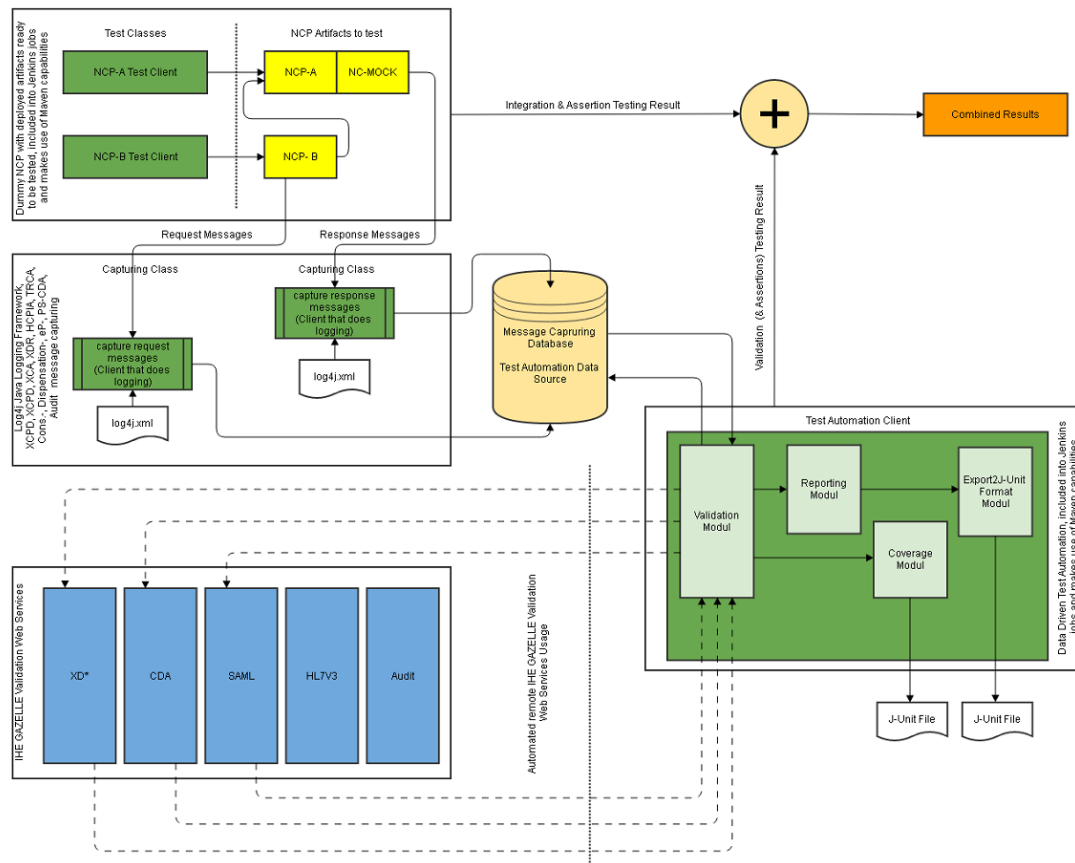 Dummy NCP with deployed artifacts ready
to be tested, included into Jenkins jobs
and makes use of Maven capabilities
Test Classes
NCP Artifacts to test
NCP-A Test Client
NCP-A
NC-MOCK
NCP-B Test Client
NCP- B
Integration & Assertion Testing Result
Combined Results
Validation (& Assertions) Testing Result
Request Messages
Response Messages
Log4j Java Logging Framework,
XCPD, XCPD, XCA, XDR, HCPIA, TRCA,
Cons.-, Dispensation-, eP-, PS-CDA,
Audit message capturing
Capturing Class
Capturing Class
capture response
messages
(Client that does
logging)
log4j.xml
capture request
messages
(Client that does
logging)
log4j.xml
Message Capruring
Database
Test Automation Data
Source
Test Automation Client
Validation
Modul
Reporting
Modul
Export2J-Unit
Format
Modul
Coverage
Modul
Data Driven Test Automation, included into Jenkins
jobs and makes use of Maven capabilities
J-Unit File
J-Unit File
IHE GAZELLE Validation Web Services
XD*
CDA
SAML
HL7V3
Audit
Automated remote IHE GAZELLE Validation
Web Services Usage